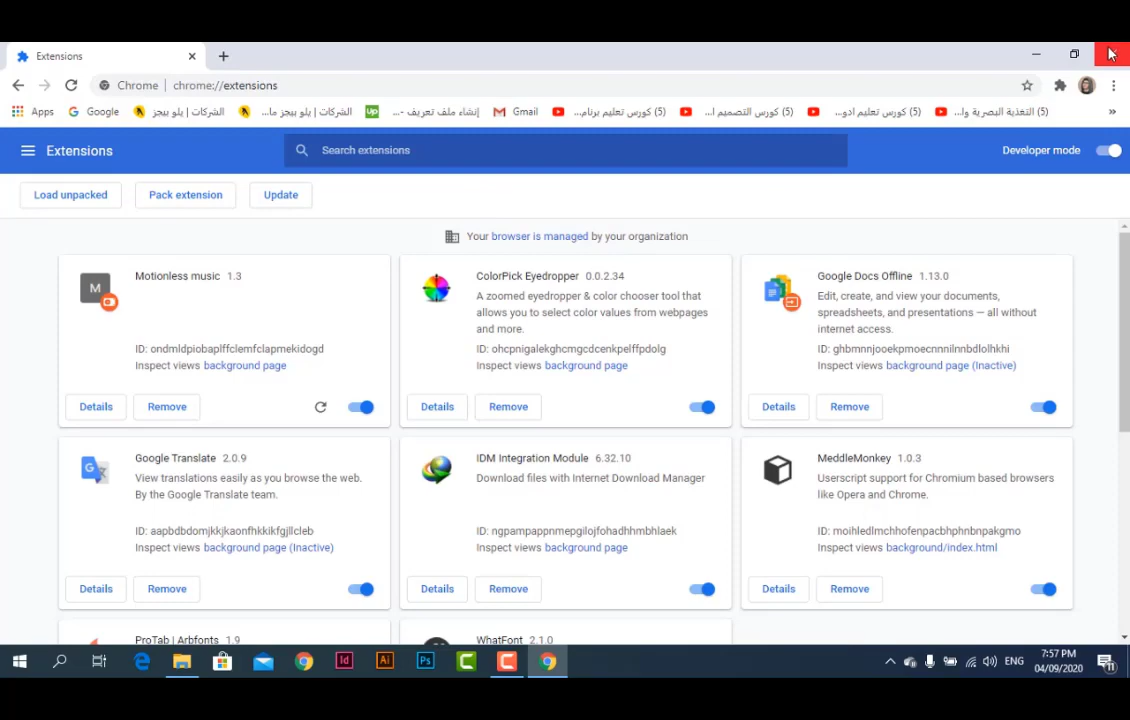 Extensions
Chrome | chrome://extensions
Apps
Google
الشركات | يلو بيجز
الشركات | يلو بيجز ما...
Up
إنشاء ملف تعريف -...
Gmail
(5) كورس تعليم برنام...
(5) كورس التصميم ا...
(5) كورس تعليم ادو...
(5) التغذية البصرية وا...
»
Extensions
Search extensions
Developer mode
Load unpacked
Pack extension
Update
Your browser is managed by your organization
M
Motionless music 1.3
ID: ondmldpiobaplffclemfclapmekidogd
Inspect views background page
Details
Remove
ColorPick Eyedropper 0.0.2.34
A zoomed eyedropper & color chooser tool that
allows you to select color values from webpages
and more.
ID: ohcpnigalekghcmgcdcenkpelffpdolg
Inspect views background page
Details
Remove
Google Docs Offline 1.13.0
Edit, create, and view your documents,
spreadsheets, and presentations — all without
internet access.
ID: ghbmnnjooekpmoecnnnilnnbdlolhkhi
Inspect views background page (Inactive)
Details
Remove
Google Translate 2.0.9
View translations easily as you browse the web.
By the Google Translate team.
ID: aapbdbdomjkkjkaonfhkkikfgjllcleb
Inspect views background page (Inactive)
Details
Remove
IDM Integration Module 6.32.10
Download files with Internet Download Manager
ID: ngpampappnmepgilojfohadhhmbhlaek
Inspect views background page
Details
Remove
MeddleMonkey 1.0.3
Userscript support for Chromium based browsers
like Opera and Chrome.
ID: moihledlmchhofenpacbhphnbnpakgmo
Inspect views background/index.html
Details
Remove
ProTab | Arbfonts 1.9
WhatFont 2.1.0
Id
Ai
Ps
ENG
7:57 PM
04/09/2020
11